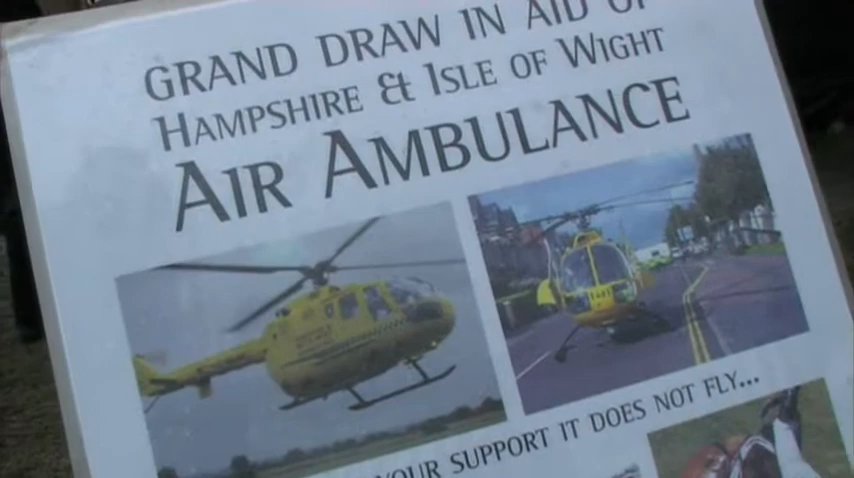 GRAND DRAW IN AID OF
HAMPSHIRE & ISLE OF WIGHT
AIR AMBULANCE
YOUR SUPPORT IT DOES NOT FLY...